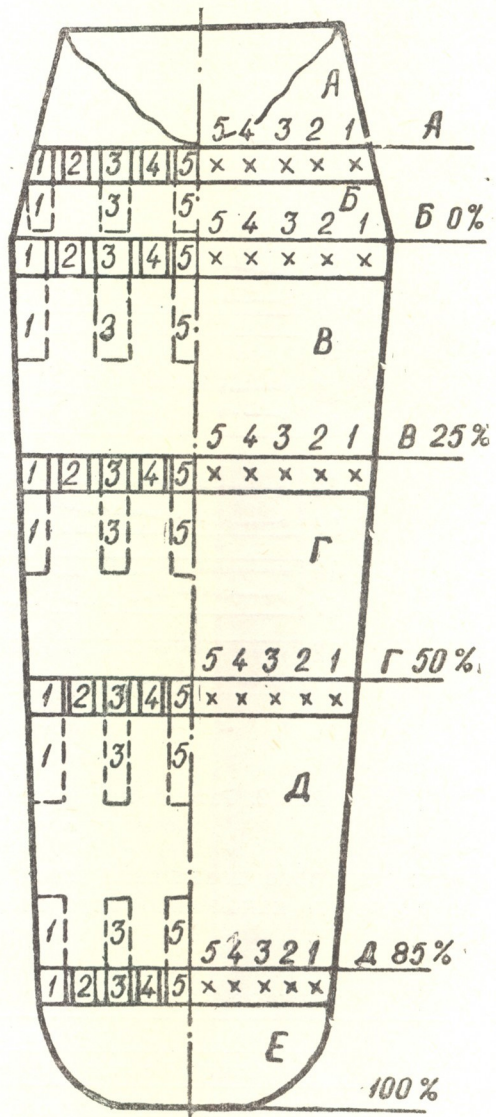 А
5 4 3 2 1 А
1 2 3 4 5 × × × × ×
1 3 5 Б
5 4 3 2 1 Б 0%
1 2 3 4 5 × × × × ×
1 3 5 В
5 4 3 2 1 В 25%
1 2 3 4 5 × × × × ×
1 3 5 Г
5 4 3 2 1 Г 50%
1 2 3 4 5 × × × × ×
1 3 5 Д
1 3 5
5 4 3 2 1 Д 85%
1 2 3 4 5 × × × × ×
Е
100%